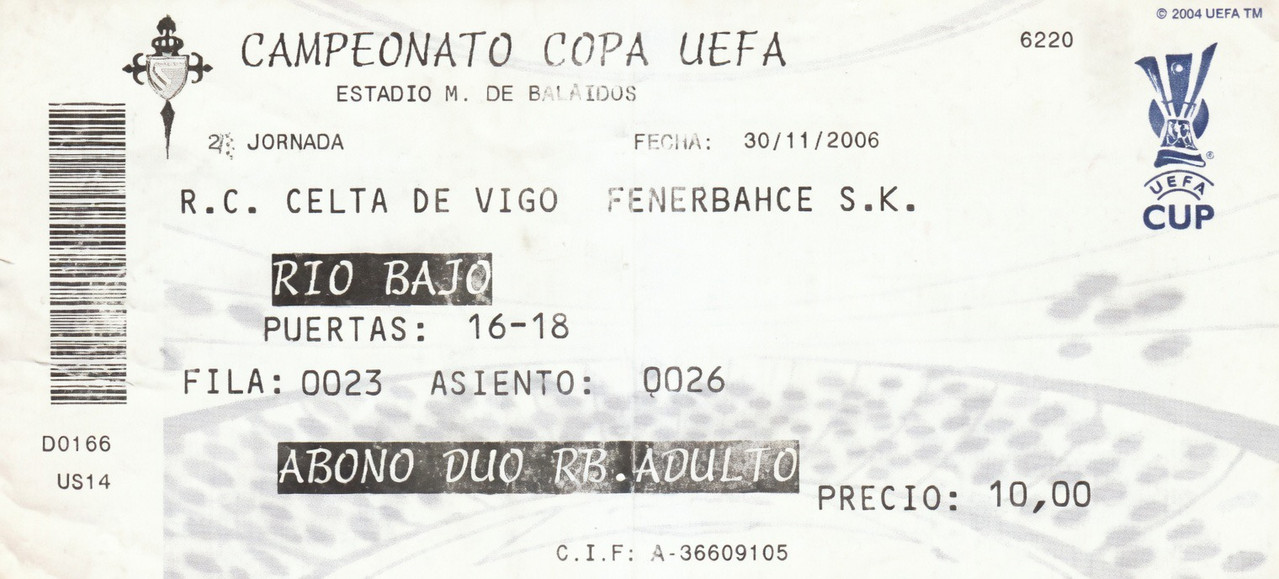 © 2004 UEFA TM
CAMPEONATO COPA UEFA
6220
ESTADIO M. DE BALAIDOS
JORNADA FECHA: 30/11/2006
R.C. CELTA DE VIGO FENERBAHCE S.K.
UEFA
CUP
RIO BAJO
PUERTAS: 16-18
FILA: 0023 ASIENTO: 0026
D0166
US14
ABONO DUO RB.ADULTO
PRECIO: 10,00
C.I.F: A-36609105